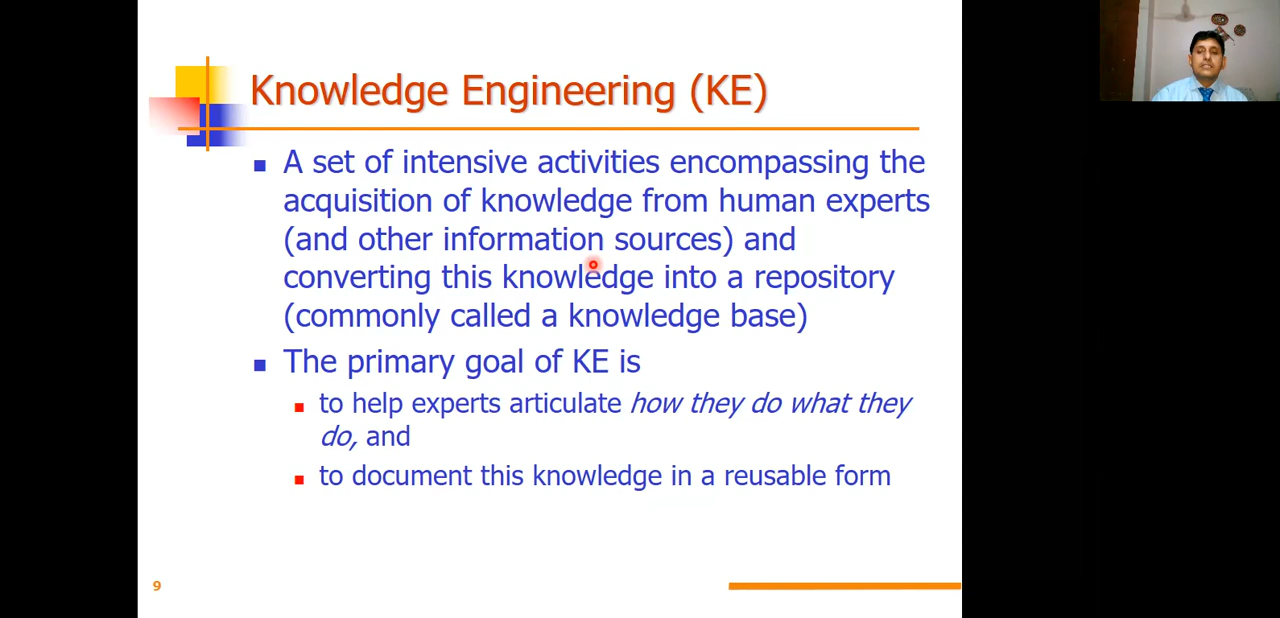 Knowledge Engineering (KE)
A set of intensive activities encompassing the
acquisition of knowledge from human experts
(and other information sources) and
converting this knowledge into a repository
(commonly called a knowledge base)
The primary goal of KE is
to help experts articulate how they do what they
do, and
to document this knowledge in a reusable form
9